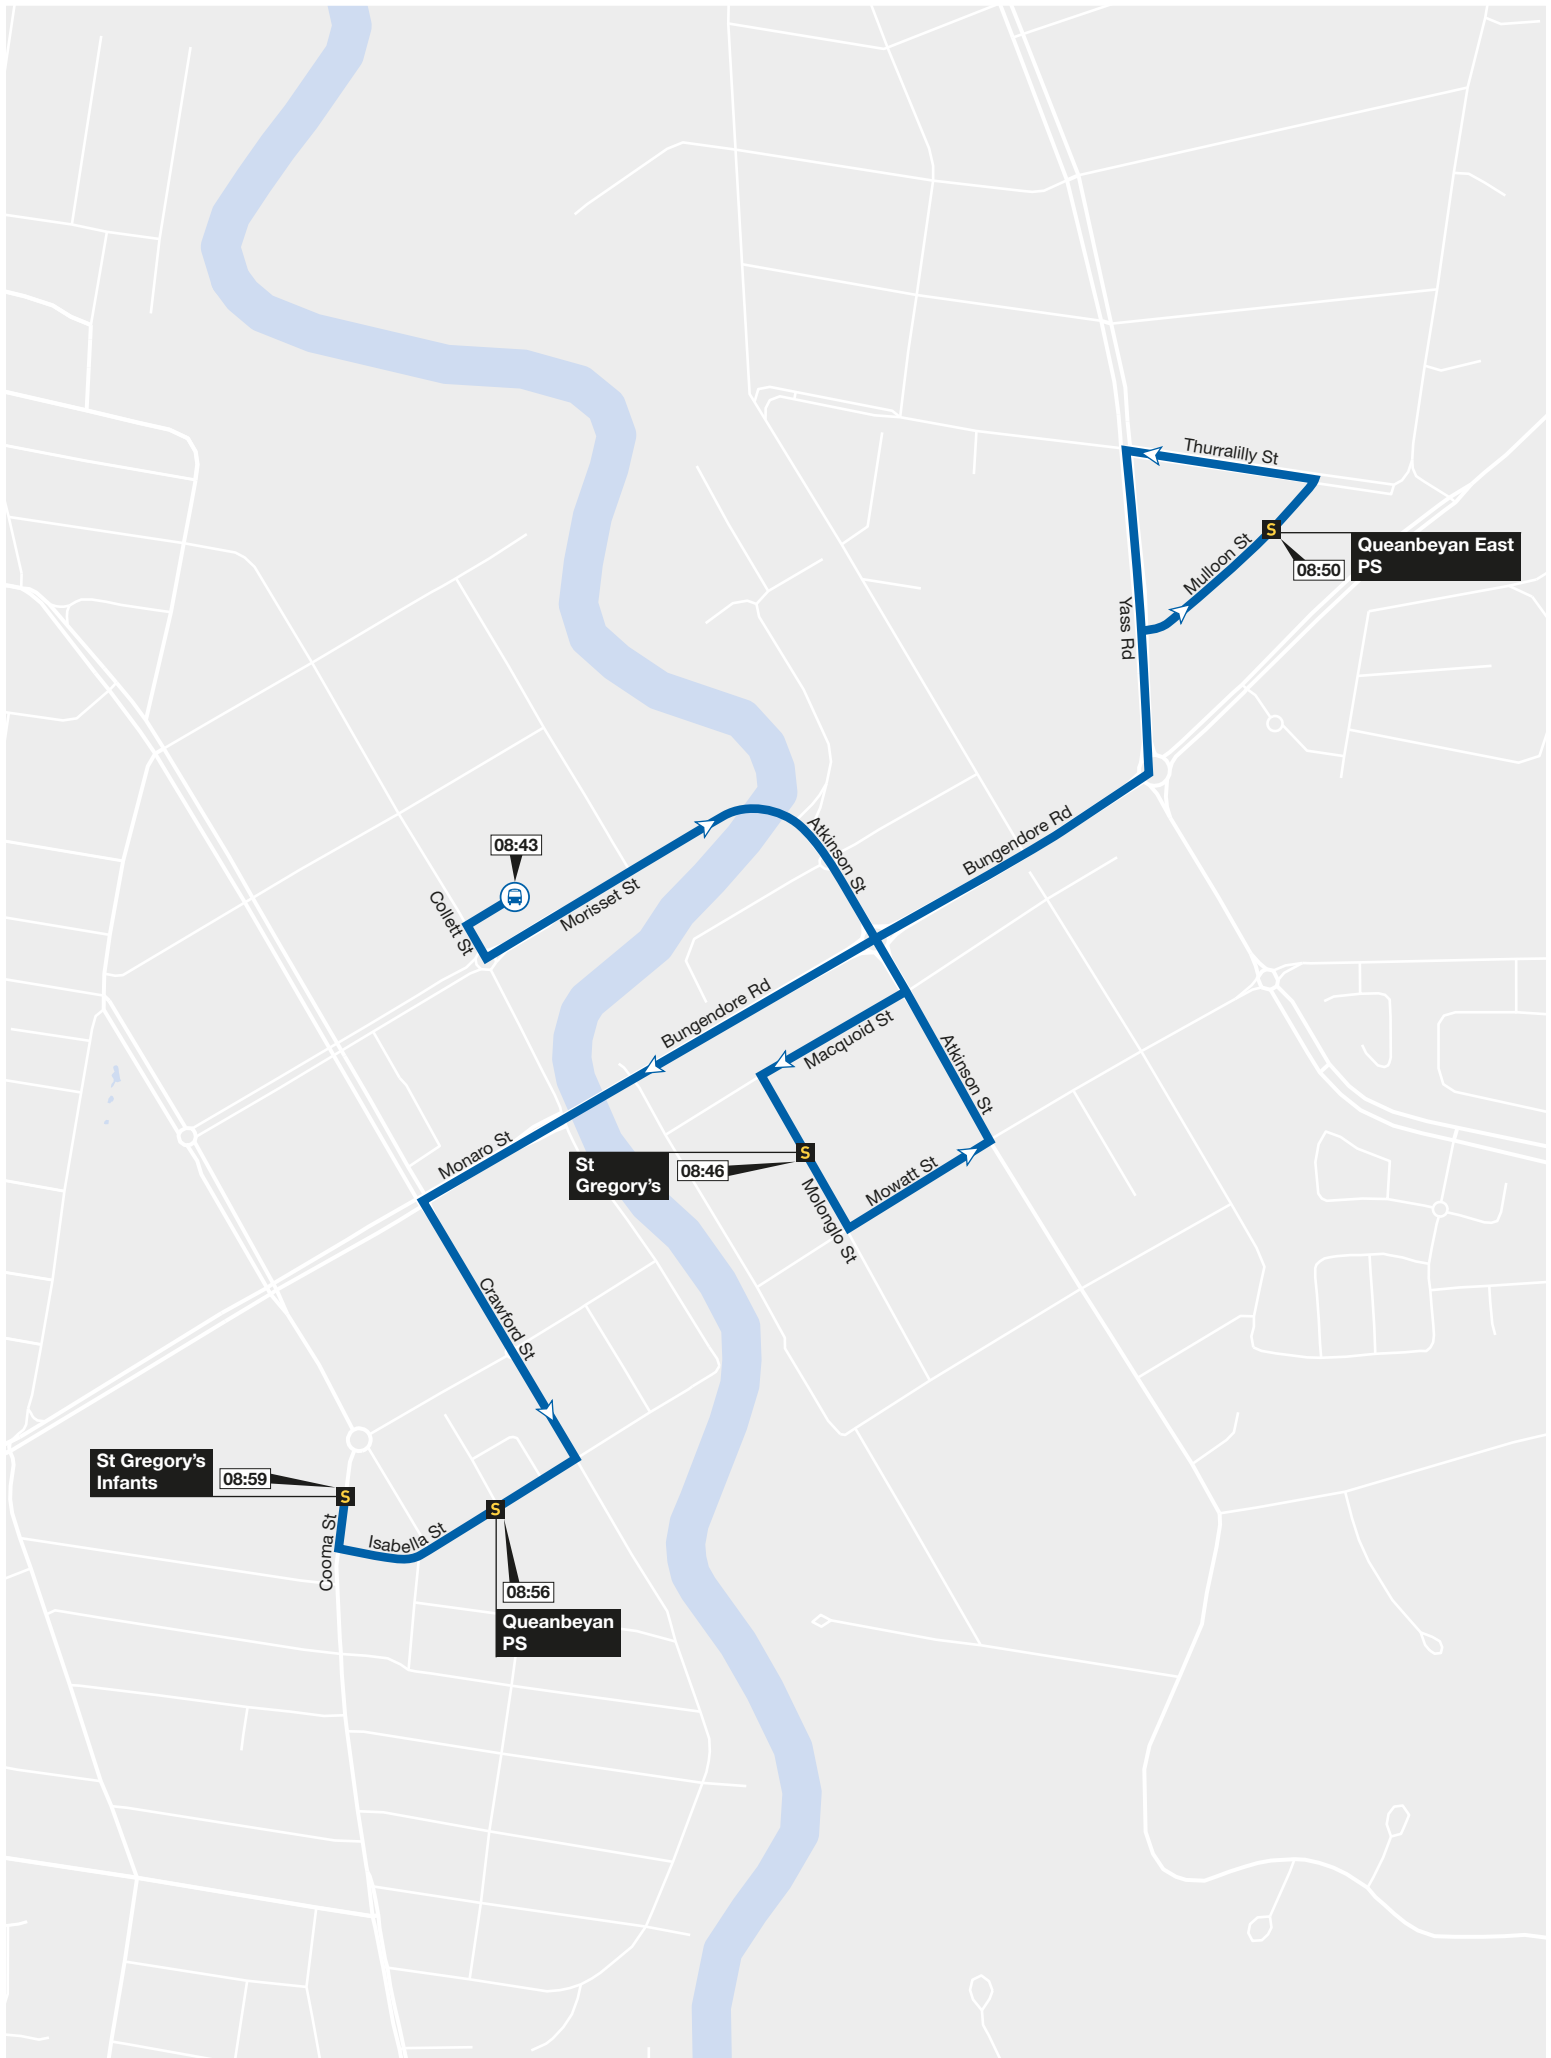 Thurralilly St
S
Queanbeyan East
PS
08:50
Mulloon St
Yass Rd
Bungendore Rd
Atkinson St
08:43
Collett St
Morisset St
Bungendore Rd
Macquoid St
Atkinson St
Monaro St
St
Gregory's
08:46
S
Mowatt St
Molonglo St
Crawford St
St Gregory's
Infants
08:59
S
S
Isabella St
Cooma St
08:56
Queanbeyan
PS